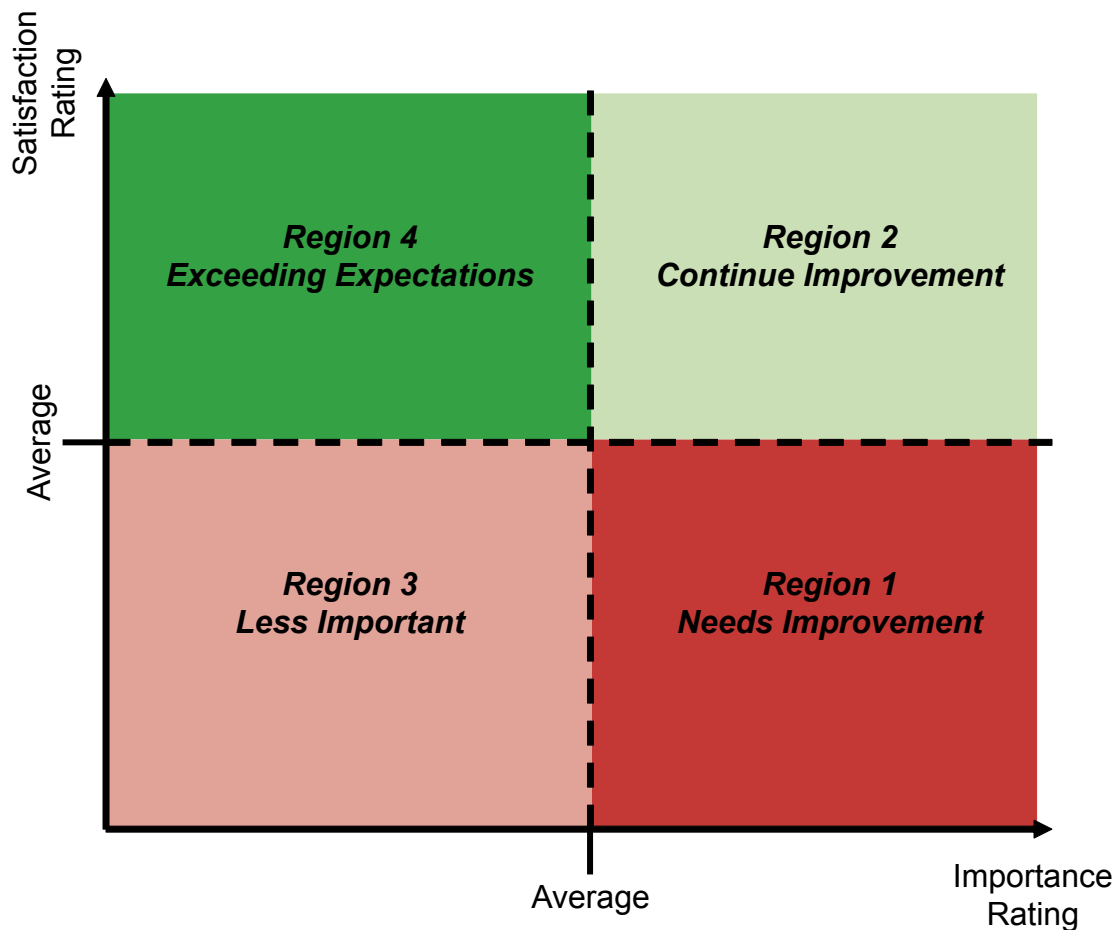 Satisfaction
Rating
Region 4
Exceeding Expectations
Region 2
Continue Improvement
Average
Region 3
Less Important
Region 1
Needs Improvement
Average
Importance
Rating